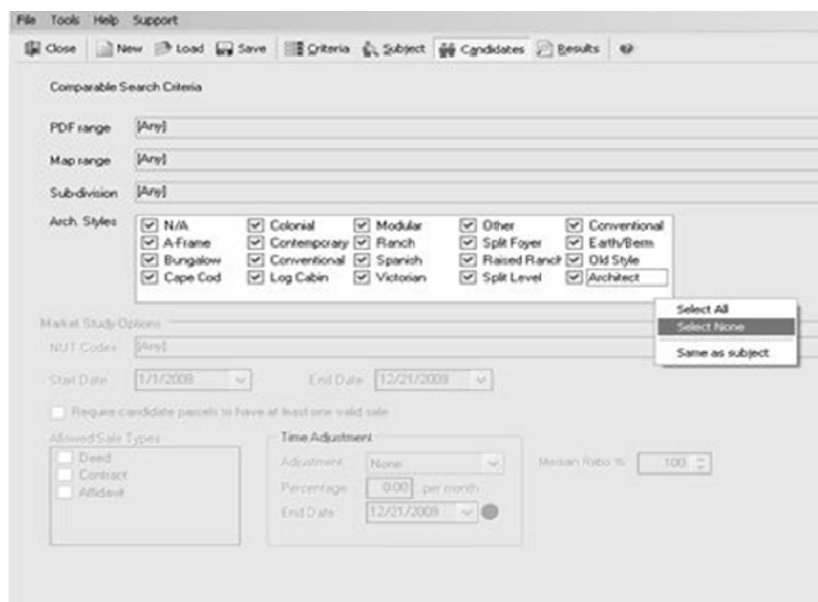 File Tools Help Support
Close New Load Save Criteria Subject Candidates Results
Comparable Search Criteria
PDF range [Any]
Map range [Any]
Sub-division [Any]
Arch. Styles N/A Colonial Modular Other Conventional
A-Frame Contemporary Ranch Split Foyer Earth/Berm
Bungalow Conventional Spanish Raised Ranch Old Style
Cape Cod Log Cabin Victorian Split Level Architect
Select All
Market Study Options Select None
NUT Codes [Any] Same as subject
Start Date 1/1/2008 End Date 12/21/2009
Require candidate parcels to have at least one valid sale
Allowed Sale Types Time Adjustment
Deed Adjustment None Median Ratio % 100
Contract Percentage 0.00 per month
Affidavit End Date 12/21/2009